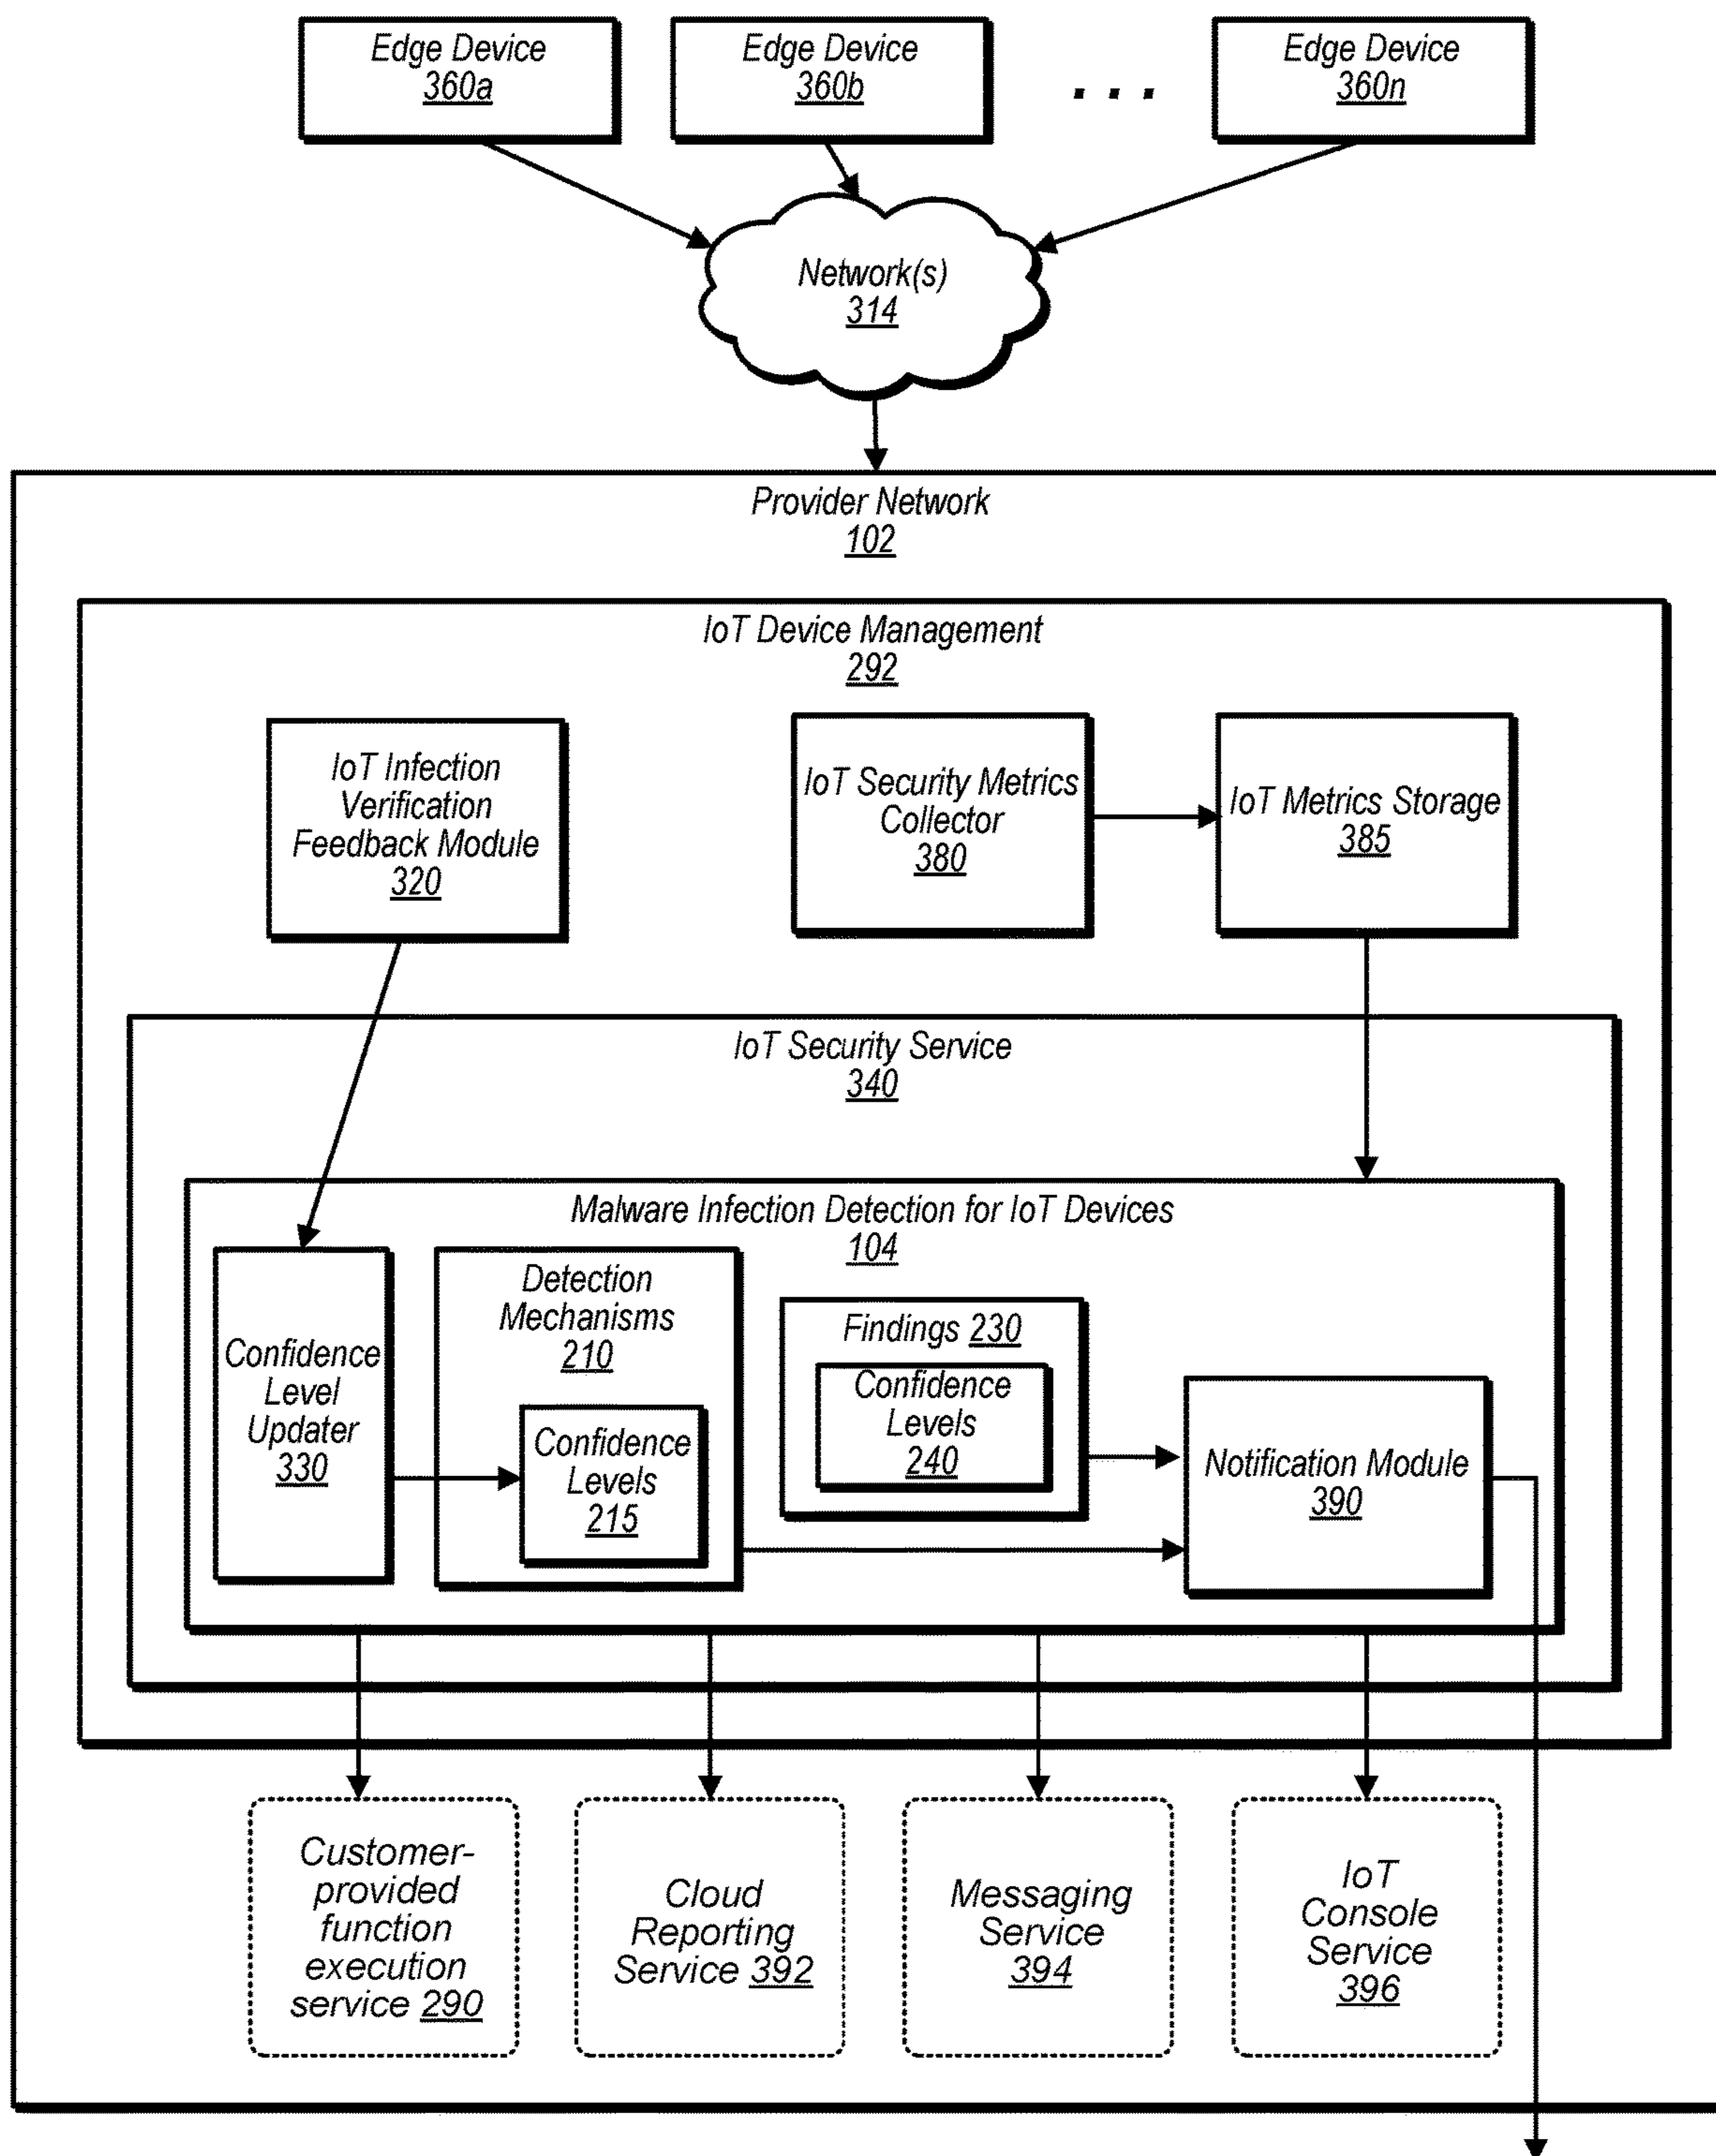 Edge Device
360a
Edge Device
360b
. . .
Edge Device
360n
Network(s)
314
Provider Network
102
IoT Device Management
292
IoT Infection
Verification
Feedback Module
320
IoT Security Metrics
Collector
380
IoT Metrics Storage
385
IoT Security Service
340
Malware Infection Detection for IoT Devices
104
Confidence
Level
Updater
330
Detection
Mechanisms
210
Confidence
Levels
215
Findings 230
Confidence
Levels
240
Notification Module
390
Customer-
provided
function
execution
service 290
Cloud
Reporting
Service 392
Messaging
Service
394
IoT
Console
Service
396